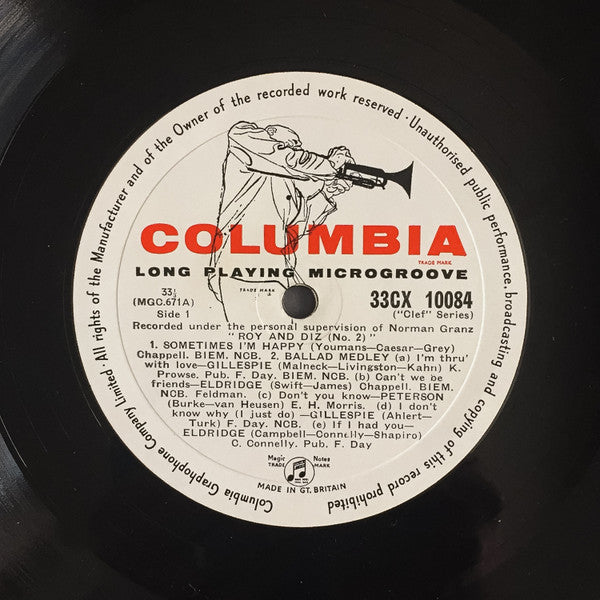 All rights of the Manufacturer and of the Owner of the recorded work reserved · Unauthorised public performance, broadcasting and copying of this record prohibited
COLUMBIA
TRADE MARK
LONG PLAYING MICROGROOVE
TRADE MARK
33⅓
(MGC.671A)
Side 1
33CX 10084
("Clef" Series)
Recorded under the personal supervision of Norman Granz
"ROY AND DIZ (No. 2)"
1. SOMETIMES I'M HAPPY (Youmans—Caesar—Grey)
Chappell. BIEM. NCB. 2. BALLAD MEDLEY (a) I'm thru'
with love—GILLESPIE (Malneck—Livingston—Kahn) K.
Prowse. Pub. F. Day. BIEM. NCB. (b) Can't we be
friends—ELDRIDGE (Swift—James) Chappell. BIEM.
NCB. Feldman. (c) Don't you know—PETERSON
(Burke—van Heusen) E. H. Morris. (d) I don't
know why (I just do) —GILLESPIE (Ahlert—
Turk) F. Day. NCB. (e) If I had you—
ELDRIDGE (Campbell—Connelly—Shapiro)
C. Connelly. Pub. F. Day
Magic Notes
TRADE MARK
MADE IN GT. BRITAIN
Columbia Graphophone Company Limited ·